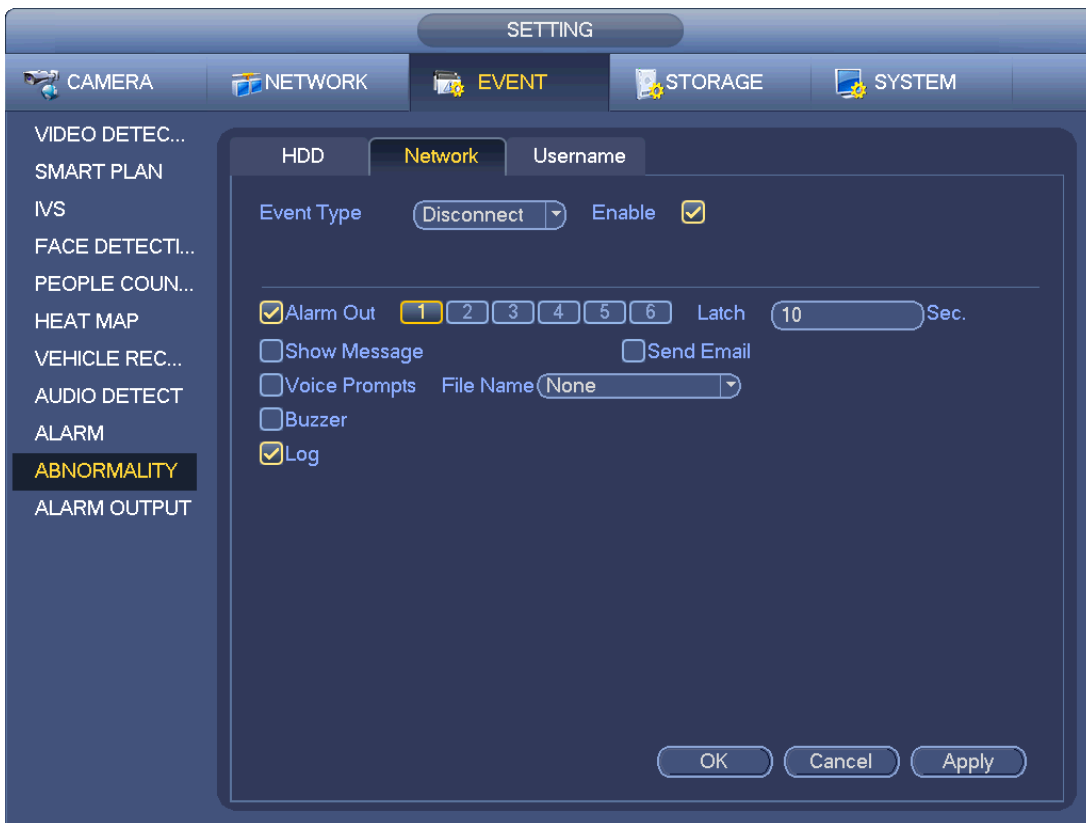 SETTING
CAMERA NETWORK EVENT STORAGE SYSTEM
VIDEO DETEC...
SMART PLAN
IVS
FACE DETECTI...
PEOPLE COUN...
HEAT MAP
VEHICLE REC...
AUDIO DETECT
ALARM
ABNORMALITY
ALARM OUTPUT
HDD Network Username
Event Type Disconnect Enable
Alarm Out 1 2 3 4 5 6 Latch 10 Sec.
Show Message Send Email
Voice Prompts File Name None
Buzzer
Log
OK Cancel Apply